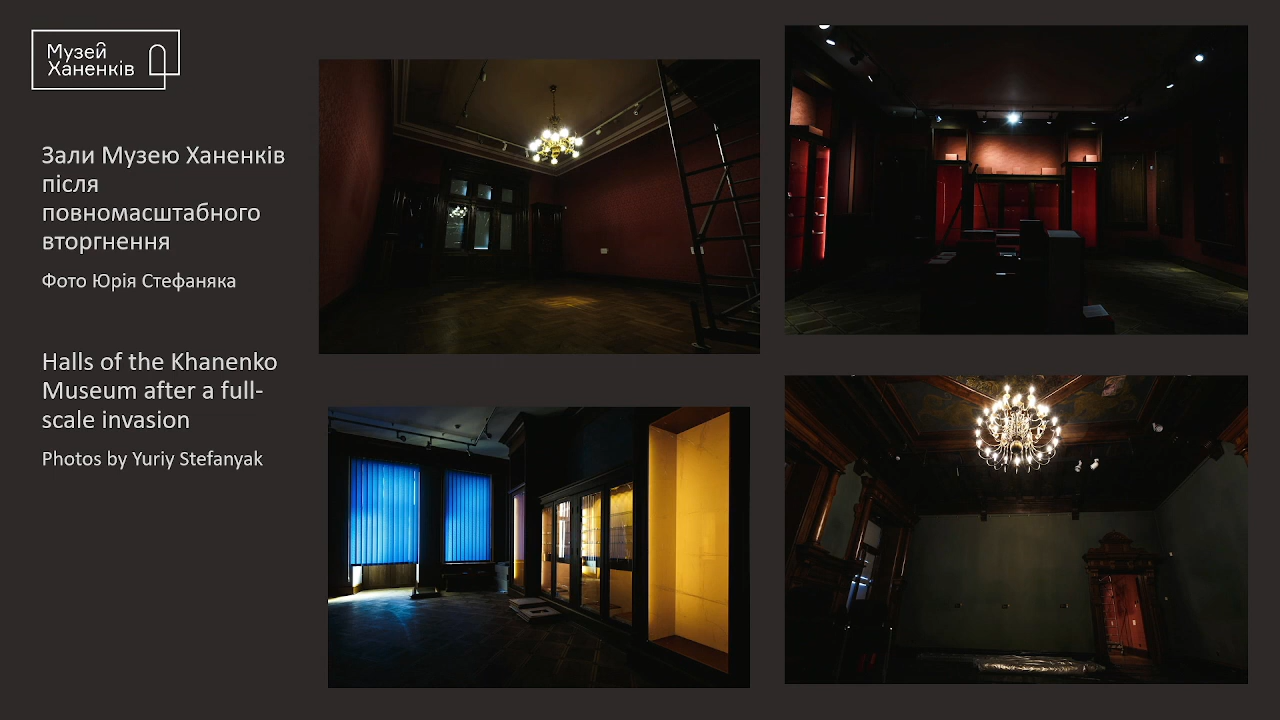 Музей
Ханенків
Зали Музею Ханенків
після
повномасштабного
вторгнення
Фото Юрія Стефаняка
Halls of the Khanenko
Museum after a full-
scale invasion
Photos by Yuriy Stefanyak